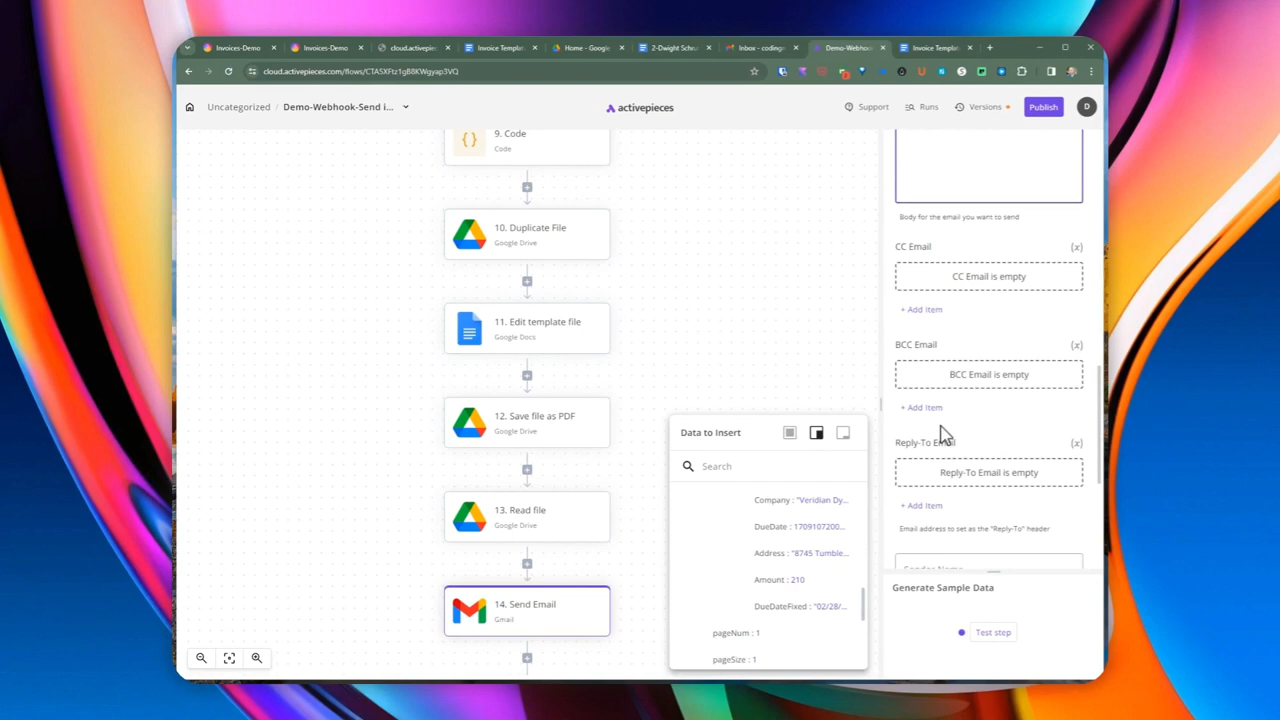 Invoices-Demo
Invoices-Demo
cloud.activepiec
Invoice Templat
Home - Google
2-Dwight Schru
Inbox - coding
Demo-Webhook
Invoice Templat
cloud.activepieces.com/flows/CTASXFtz1gB8KWgyap3VQ
Uncategorized / Demo-Webhook-Send i...
activepieces
Support
Runs
Versions
Publish
D
9. Code
Code
10. Duplicate File
Google Drive
11. Edit template file
Google Docs
12. Save file as PDF
Google Drive
13. Read file
Google Drive
14. Send Email
Gmail
Data to Insert
Search
Company : "Veridian Dy...
DueDate : 1709107200...
Address : "8745 Tumble...
Amount : 210
DueDateFixed : "02/28/...
pageNum : 1
pageSize : 1
Body for the email you want to send
CC Email (x)
CC Email is empty
+ Add Item
BCC Email (x)
BCC Email is empty
+ Add Item
Reply-To Email (x)
Reply-To Email is empty
+ Add Item
Email address to set as the "Reply-To" header
Sender Name
Generate Sample Data
Test step